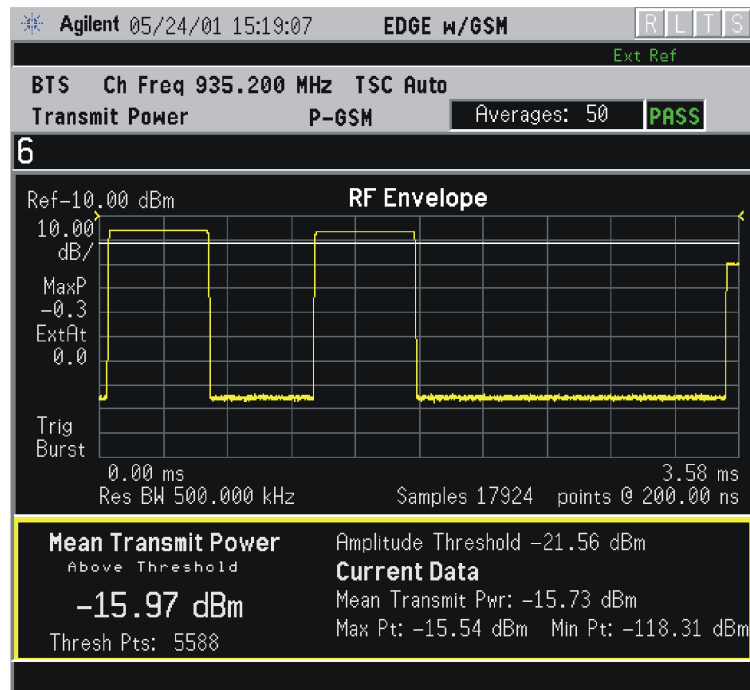 Agilent 05/24/01 15:19:07 EDGE w/GSM R L T S
Ext Ref
BTS Ch Freq 935.200 MHz TSC Auto
Transmit Power P-GSM Averages: 50 PASS
6
Ref-10.00 dBm RF Envelope
10.00
dB/
MaxP
-0.3
ExtAt
0.0
Trig
Burst
0.00 ms 3.58 ms
Res BW 500.000 kHz Samples 17924 points @ 200.00 ns
Mean Transmit Power Amplitude Threshold -21.56 dBm
Above Threshold
Current Data
-15.97 dBm Mean Transmit Pwr: -15.73 dBm
Max Pt: -15.54 dBm Min Pt: -118.31 dBm
Thresh Pts: 5588